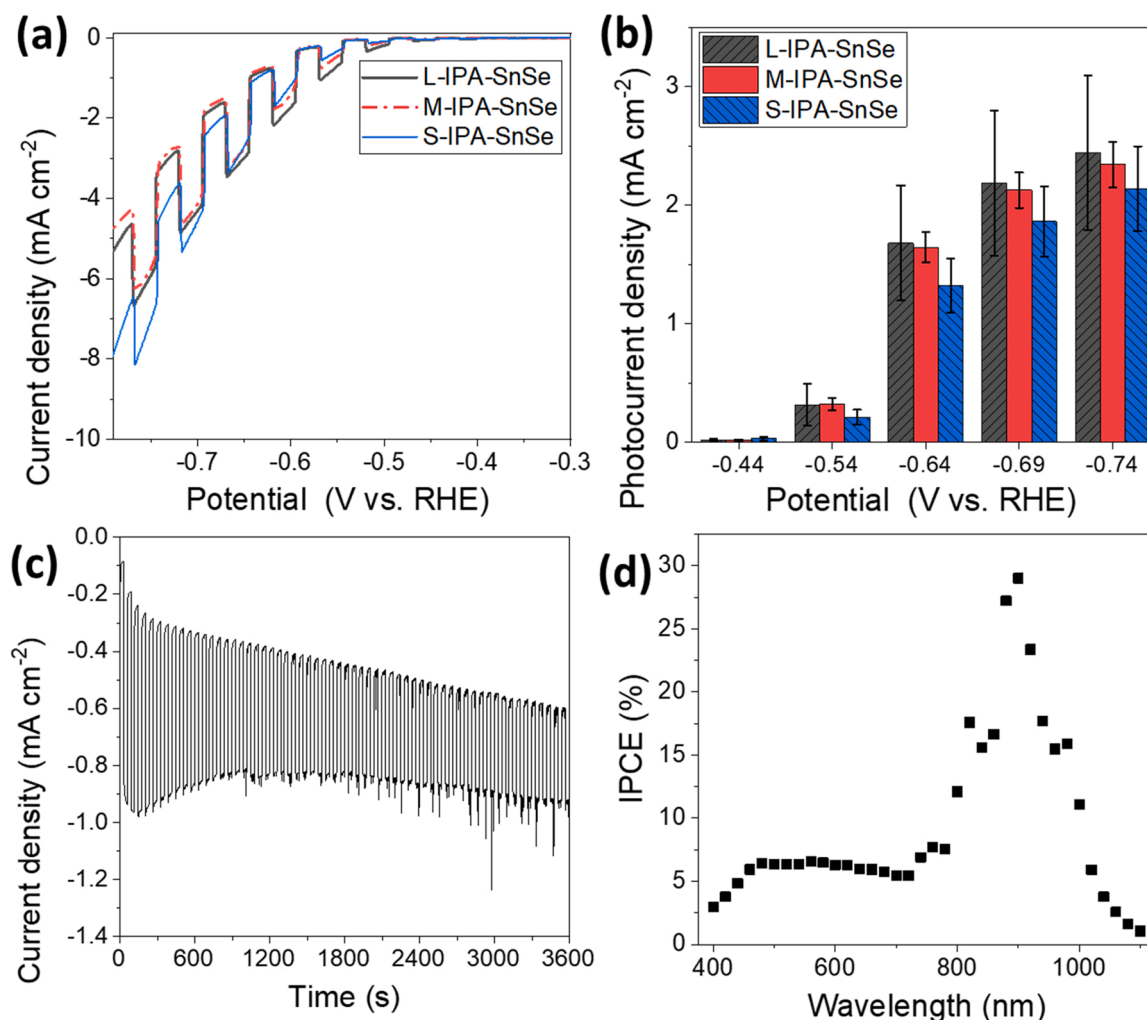 (a)
0
-2
-4
-6
-8
-10
Current density (mA cm⁻²)
L-IPA-SnSe
M-IPA-SnSe
S-IPA-SnSe
-0.7 -0.6 -0.5 -0.4 -0.3
Potential (V vs. RHE)
(b)
3
2
1
0
Photocurrent density (mA cm⁻²)
L-IPA-SnSe
M-IPA-SnSe
S-IPA-SnSe
-0.44 -0.54 -0.64 -0.69 -0.74
Potential (V vs. RHE)
(c)
0.0
-0.2
-0.4
-0.6
-0.8
-1.0
-1.2
-1.4
Current density (mA cm⁻²)
0 600 1200 1800 2400 3000 3600
Time (s)
(d)
30
25
20
15
10
5
0
IPCE (%)
400 600 800 1000
Wavelength (nm)